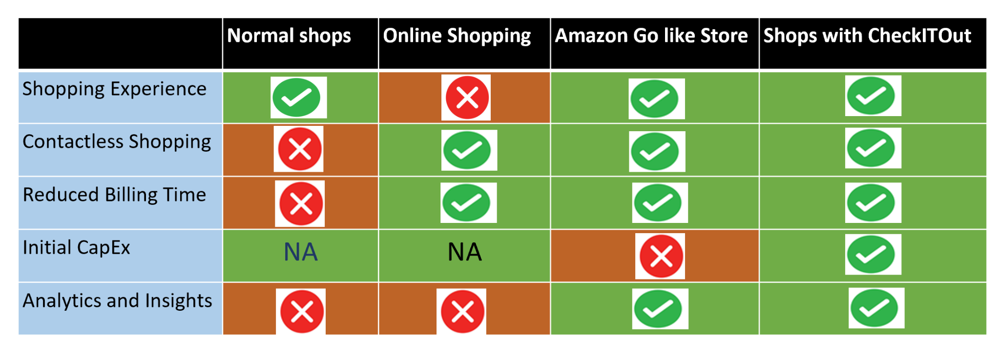 Normal shops
Online Shopping
Amazon Go like Store
Shops with CheckITOut
Shopping Experience
Contactless Shopping
Reduced Billing Time
Initial CapEx
NA
NA
Analytics and Insights